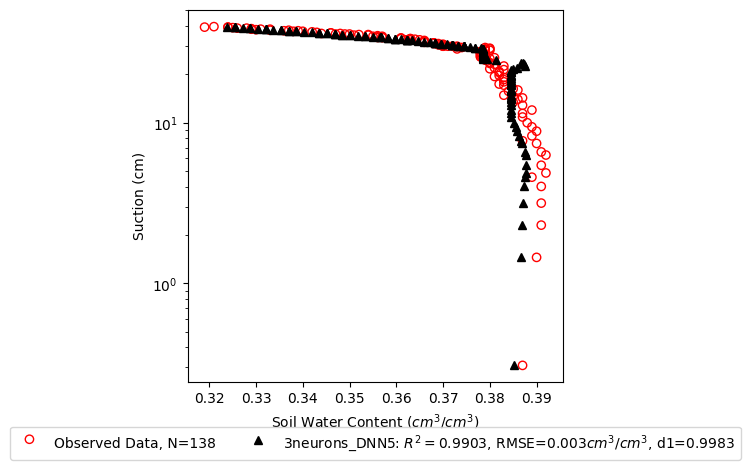 10¹
10⁰
Suction (cm)
0.32 0.33 0.34 0.35 0.36 0.37 0.38 0.39
Soil Water Content (cm³/cm³)
Observed Data, N=138
3neurons_DNN5: R² = 0.9903, RMSE=0.003cm³/cm³, d1=0.9983